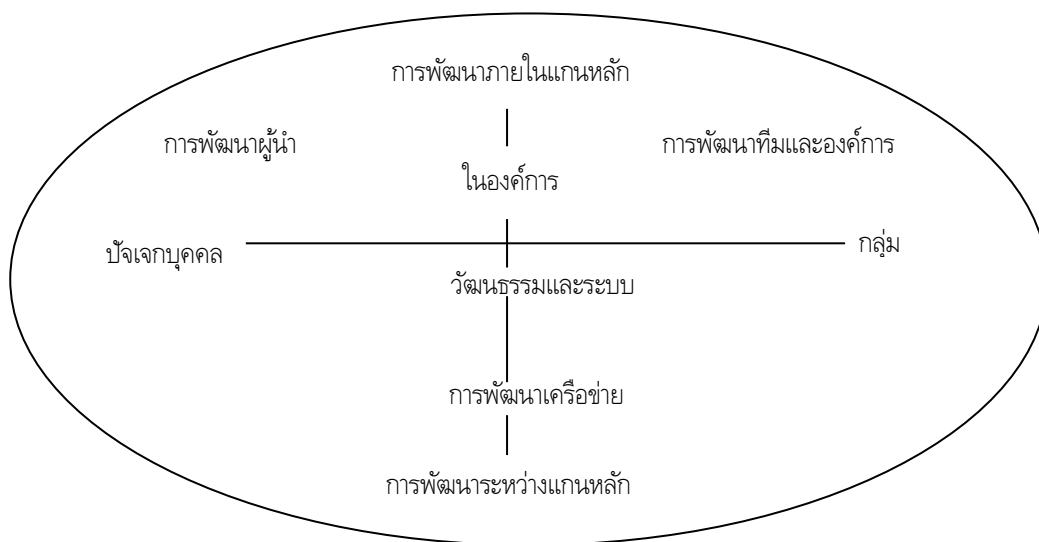 การพัฒนาภายในแกนหลัก
การพัฒนาผู้นำ
การพัฒนาทีมและองค์การ
ในองค์การ
ปัจเจกบุคคล
กลุ่ม
วัฒนธรรมและระบบ
การพัฒนาเครือข่าย
การพัฒนาระหว่างแกนหลัก